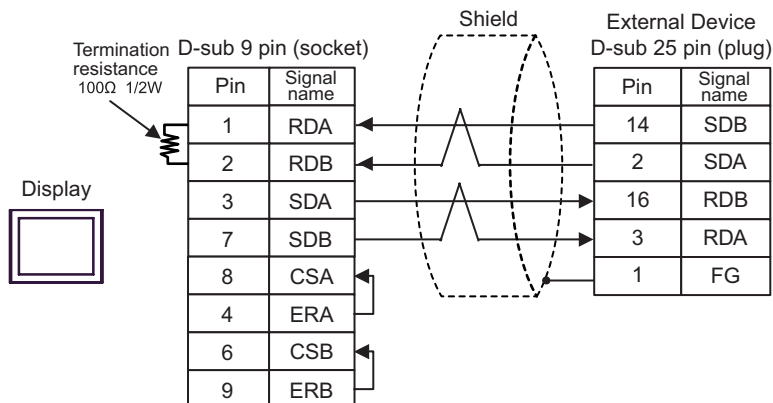 Shield
External Device
D-sub 25 pin (plug)
Termination
resistance
100Ω 1/2W
D-sub 9 pin (socket)
Display
Pin Signal name
1 RDA
2 RDB
3 SDA
7 SDB
8 CSA
4 ERA
6 CSB
9 ERB
Pin Signal name
14 SDB
2 SDA
16 RDB
3 RDA
1 FG